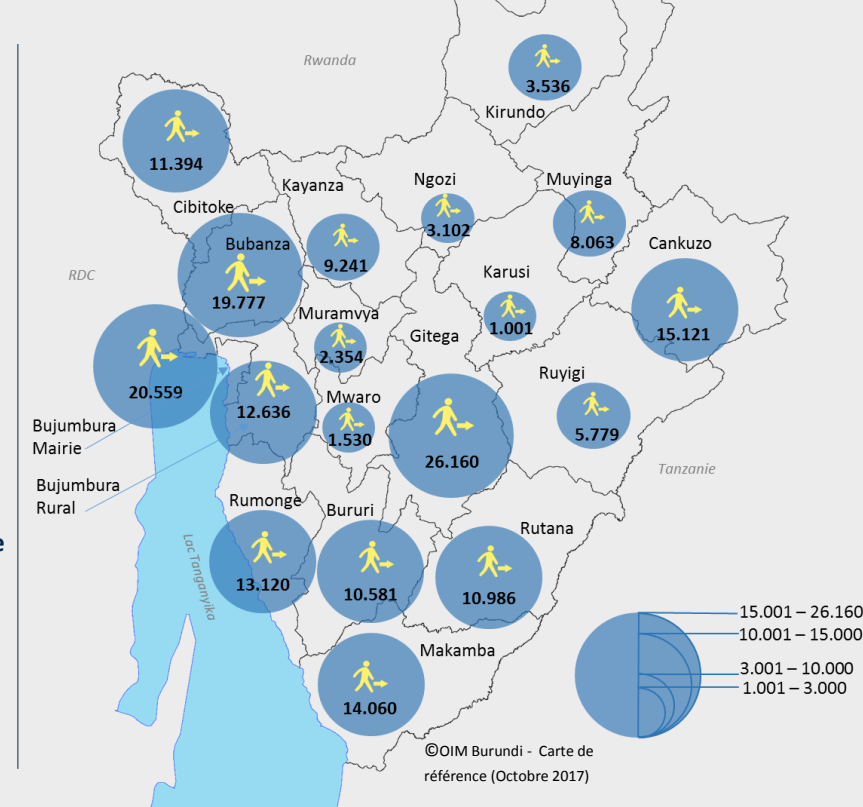 Rwanda
3.536
Kirundo
11.394
Cibitoke
Kayanza
9.241
Ngozi
3.102
Muyinga
8.063
Cankuzo
15.121
RDC
Bubanza
19.777
Karusi
1.001
Muramvya
2.354
Gitega
26.160
20.559
Bujumbura
Mairie
12.636
Bujumbura
Rural
Mwaro
1.530
Ruyigi
5.779
Tanzanie
Rumonge
13.120
Bururi
10.581
Rutana
10.986
e
Lac Tanganyika
Makamba
14.060
15.001 – 26.160
10.001 – 15.000
3.001 – 10.000
1.001 – 3.000
©OIM Burundi - Carte de
référence (Octobre 2017)